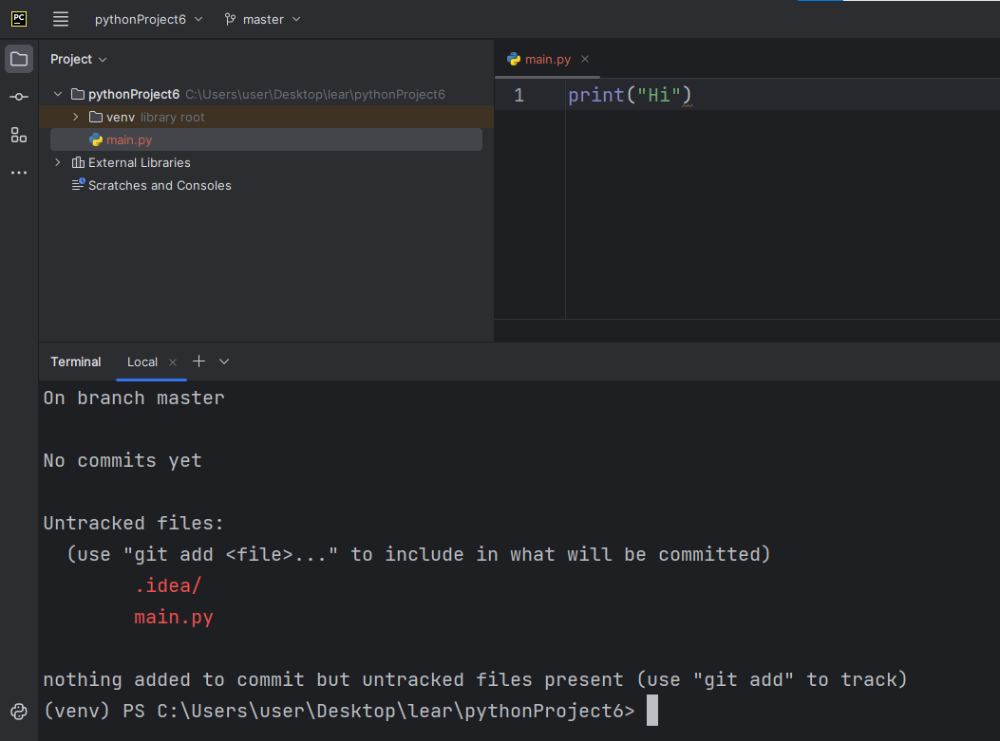 PC pythonProject6 master
Project
main.py
pythonProject6 C:\Users\user\Desktop\lear\pythonProject6
venv library root
main.py
External Libraries
Scratches and Consoles
1 print("Hi")
Terminal Local
On branch master
No commits yet
Untracked files:
(use "git add <file>..." to include in what will be committed)
.idea/
main.py
nothing added to commit but untracked files present (use "git add" to track)
(venv) PS C:\Users\user\Desktop\lear\pythonProject6>